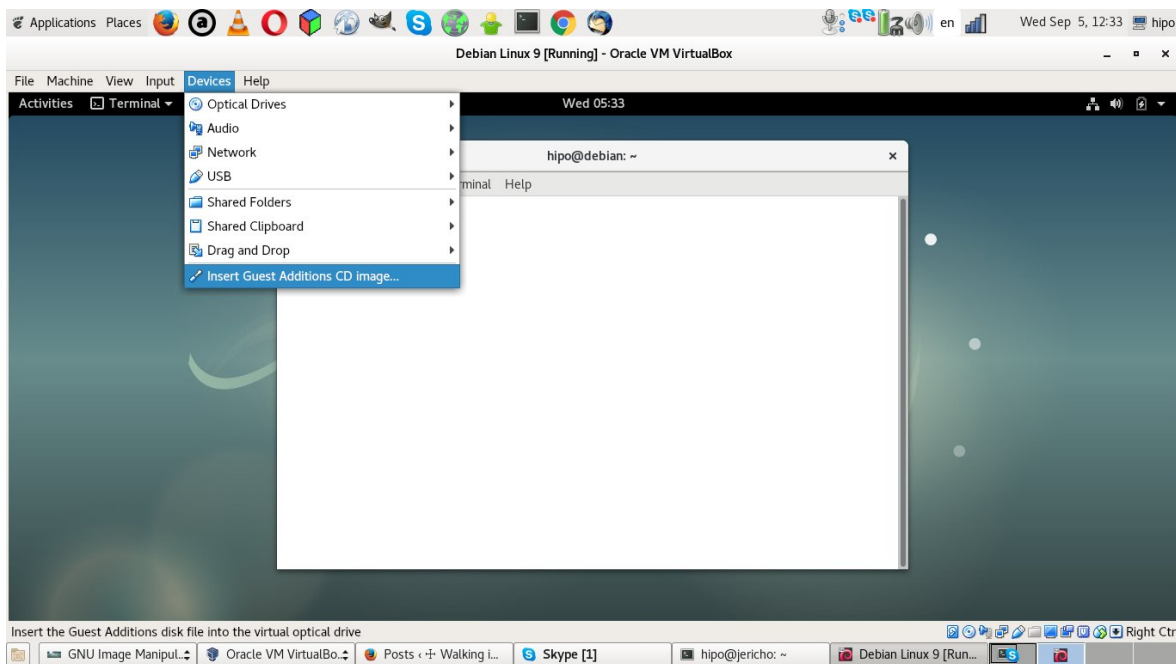 Applications Places en Wed Sep 5, 12:33 hipo
Debian Linux 9 [Running] - Oracle VM VirtualBox
File Machine View Input Devices Help
Activities Terminal Wed 05:33
Optical Drives
Audio
Network
USB
Shared Folders
Shared Clipboard
Drag and Drop
Insert Guest Additions CD image...
hipo@debian: ~
minal Help
Insert the Guest Additions disk file into the virtual optical drive
Right Ctr
GNU Image Manipul... Oracle VM VirtualBo... Posts ‹ ☩ Walking i... Skype [1] hipo@jericho: ~ Debian Linux 9 [Run...